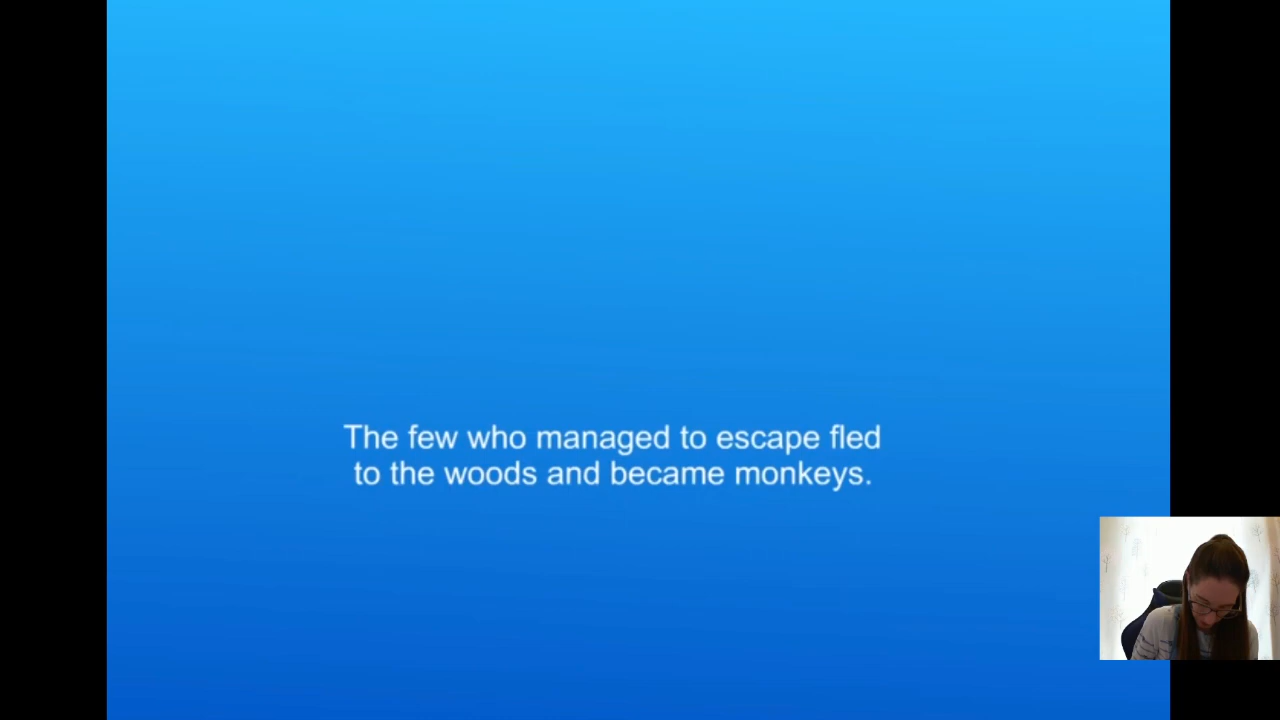 The few who managed to escape fled
to the woods and became monkeys.